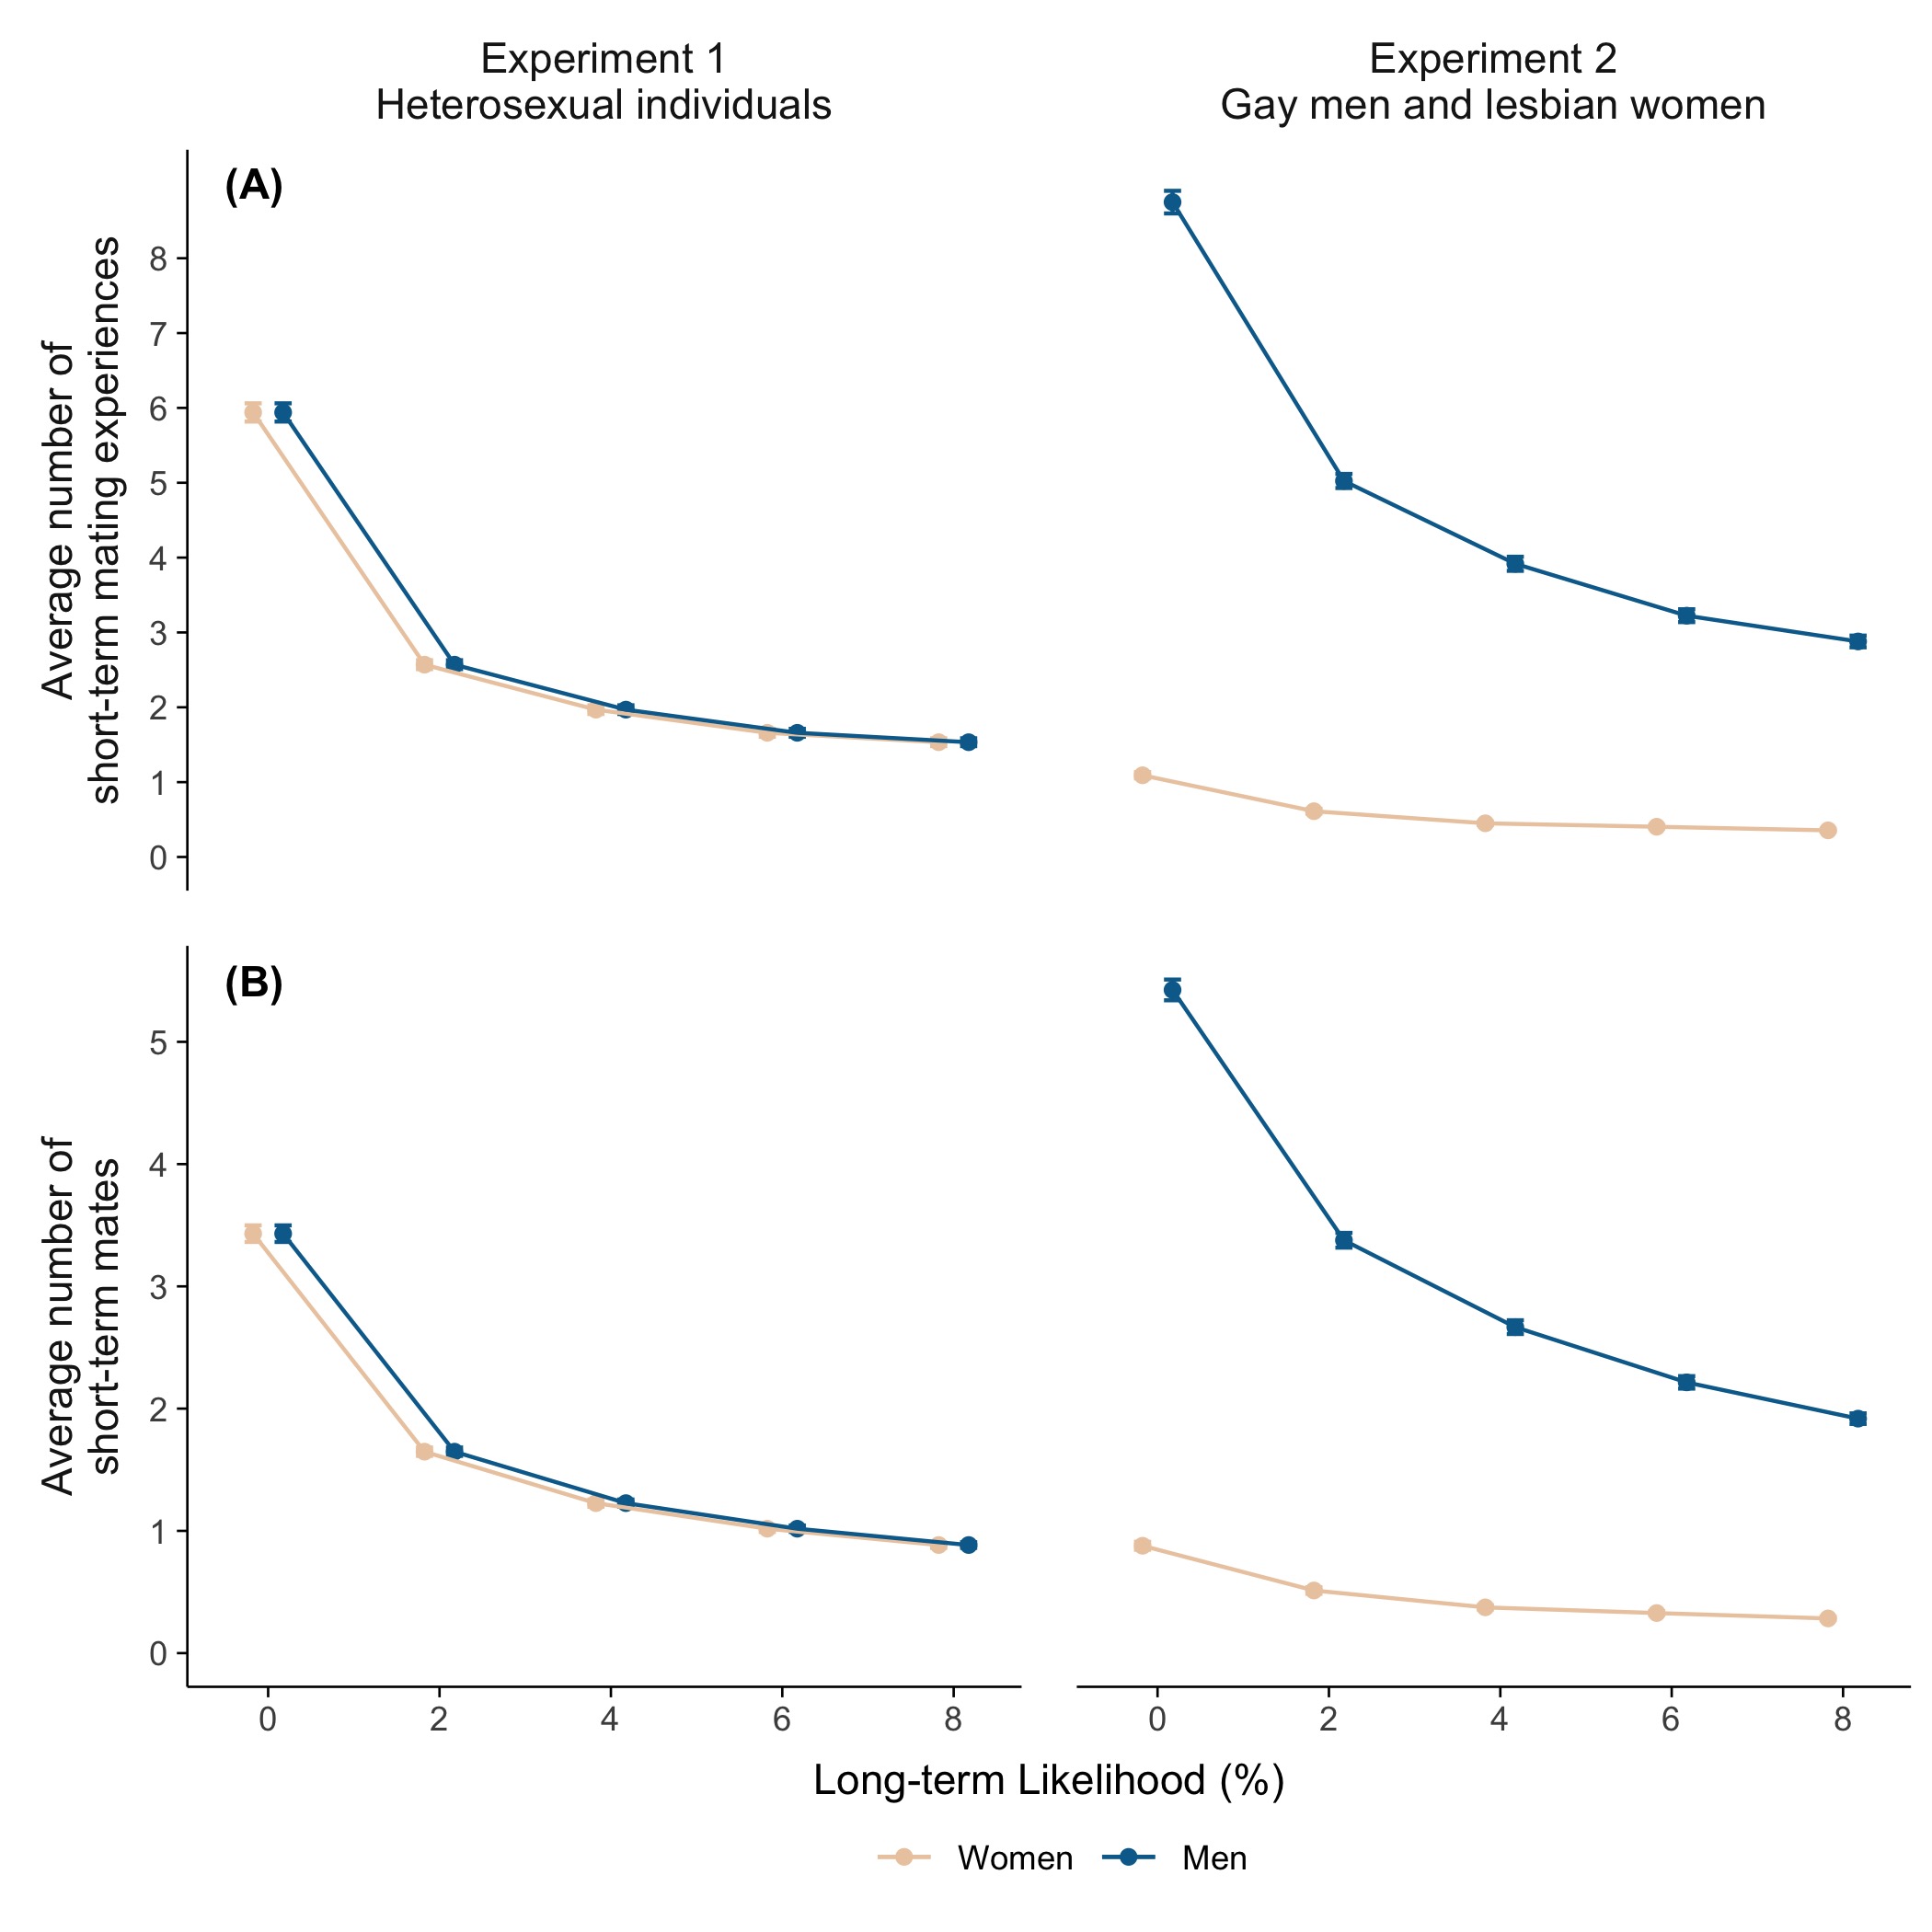 Experiment 1
Heterosexual individuals
Experiment 2
Gay men and lesbian women
(A)
Average number of
short-term mating experiences
8
7
6
5
4
3
2
1
0
(B)
Average number of
short-term mates
5
4
3
2
1
0
0 2 4 6 8
0 2 4 6 8
Long-term Likelihood (%)
Women Men